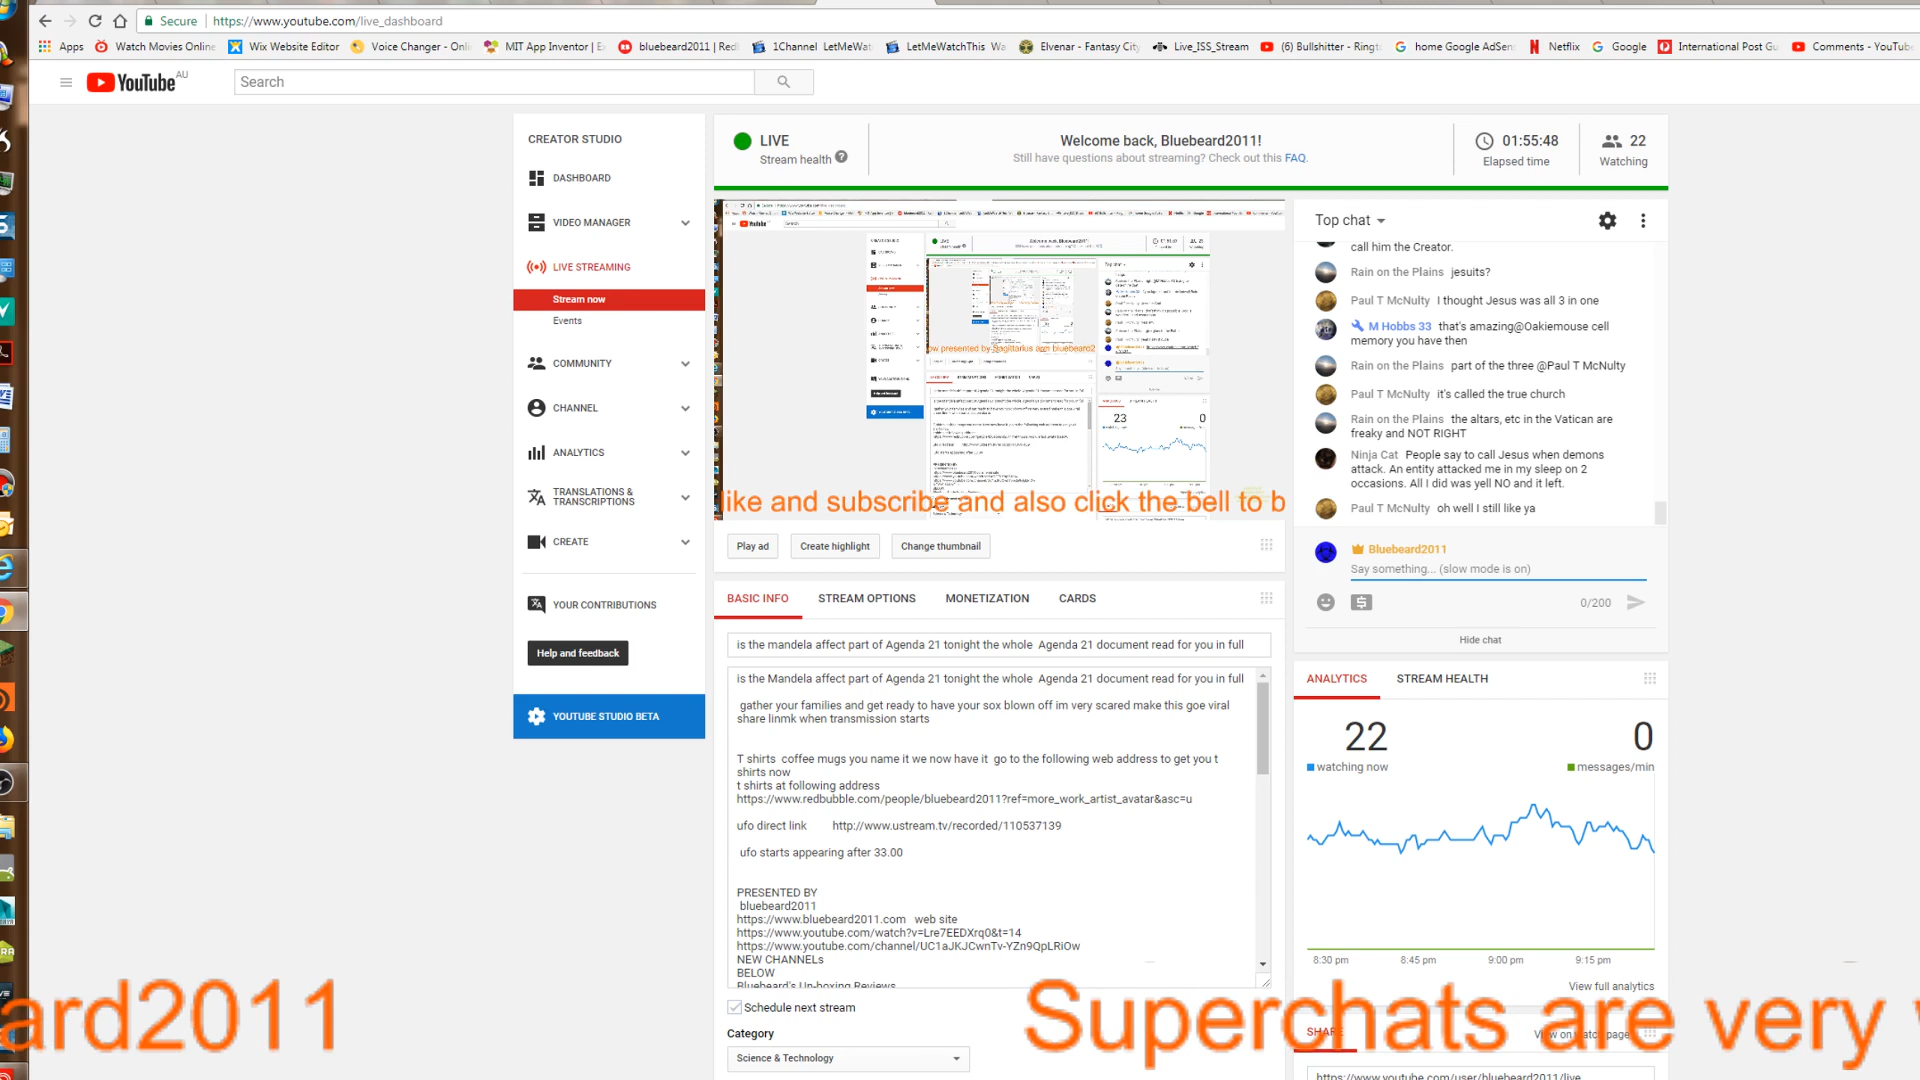 Secure https://www.youtube.com/live_dashboard
Apps Watch Movies Online Wix Website Editor Voice Changer - Onli MIT App Inventor | E bluebeard2011 | Red 1Channel LetMeWat LetMeWatchThis Wa Elvenar - Fantasy City Live_ISS_Stream (6) Bullshitter - Ringt home Google AdSens Netflix Google International Post Gu Comments - YouTube
YouTube AU
Search
CREATOR STUDIO
DASHBOARD
VIDEO MANAGER
LIVE STREAMING
Stream now
Events
COMMUNITY
CHANNEL
ANALYTICS
TRANSLATIONS &
TRANSCRIPTIONS
CREATE
YOUR CONTRIBUTIONS
Help and feedback
YOUTUBE STUDIO BETA
LIVE
Stream health
Welcome back, Bluebeard2011!
Still have questions about streaming? Check out this FAQ.
01:55:48
Elapsed time
22
Watching
like and subscribe and also click the bell to b
Play ad
Create highlight
Change thumbnail
BASIC INFO STREAM OPTIONS MONETIZATION CARDS
is the mandela affect part of Agenda 21 tonight the whole Agenda 21 document read for you in full
is the Mandela affect part of Agenda 21 tonight the whole Agenda 21 document read for you in full
gather your families and get ready to have your sox blown off im very scared make this goe viral
share linmk when transmission starts
T shirts coffee mugs you name it we now have it go to the following web address to get you t
shirts now
t shirts at following address
https://www.redbubble.com/people/bluebeard2011?ref=more_work_artist_avatar&asc=u
ufo direct link http://www.ustream.tv/recorded/110537139
ufo starts appearing after 33.00
PRESENTED BY
bluebeard2011
https://www.bluebeard2011.com web site
https://www.youtube.com/watch?v=Lre7EEDXrq0&t=14
https://www.youtube.com/channel/UC1aJKJCwnTv-YZn9QpLRiOw
NEW CHANNELs
BELOW
Bluebeard's Un-boxing Reviews
Schedule next stream
Category
Science & Technology
Top chat
call him the Creator.
Rain on the Plains jesuits?
Paul T McNulty I thought Jesus was all 3 in one
M Hobbs 33 that's amazing@Oakiemouse cell
memory you have then
Rain on the Plains part of the three @Paul T McNulty
Paul T McNulty it's called the true church
Rain on the Plains the altars, etc in the Vatican are
freaky and NOT RIGHT
Ninja Cat People say to call Jesus when demons
attack. An entity attacked me in my sleep on 2
occasions. All I did was yell NO and it left.
Paul T McNulty oh well I still like ya
Bluebeard2011
Say something... (slow mode is on)
0/200
Hide chat
ANALYTICS STREAM HEALTH
22
watching now
0
messages/min
8:30 pm 8:45 pm 9:00 pm 9:15 pm
View full analytics
SHARE
View on watch page
https://www.youtube.com/user/bluebeard2011/live
ard2011
Superchats are very